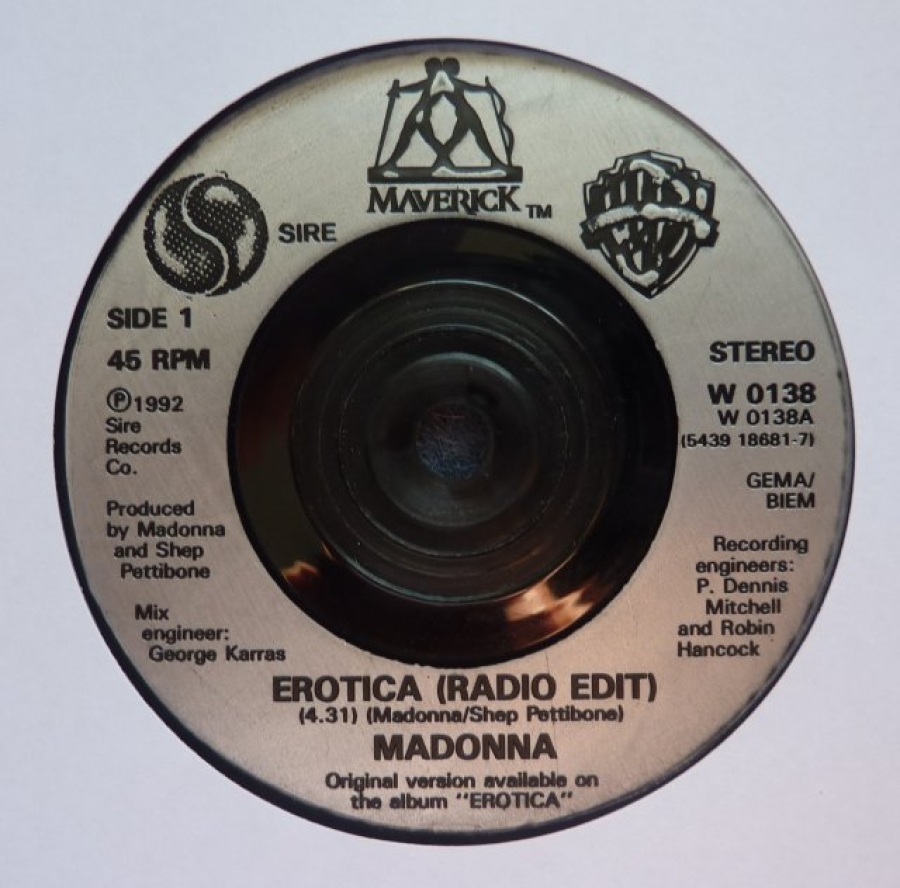 MAVERICK TM
SIRE
SIDE 1
45 RPM
Ⓟ1992
Sire
Records
Co.
Produced
by Madonna
and Shep
Pettibone
Mix
engineer:
George Karras
STEREO
W 0138
W 0138A
(5439 18681-7)
GEMA/
BIEM
Recording
engineers:
P. Dennis
Mitchell
and Robin
Hancock
EROTICA (RADIO EDIT)
(4.31) (Madonna/Shep Pettibone)
MADONNA
Original version available on
the album "EROTICA"